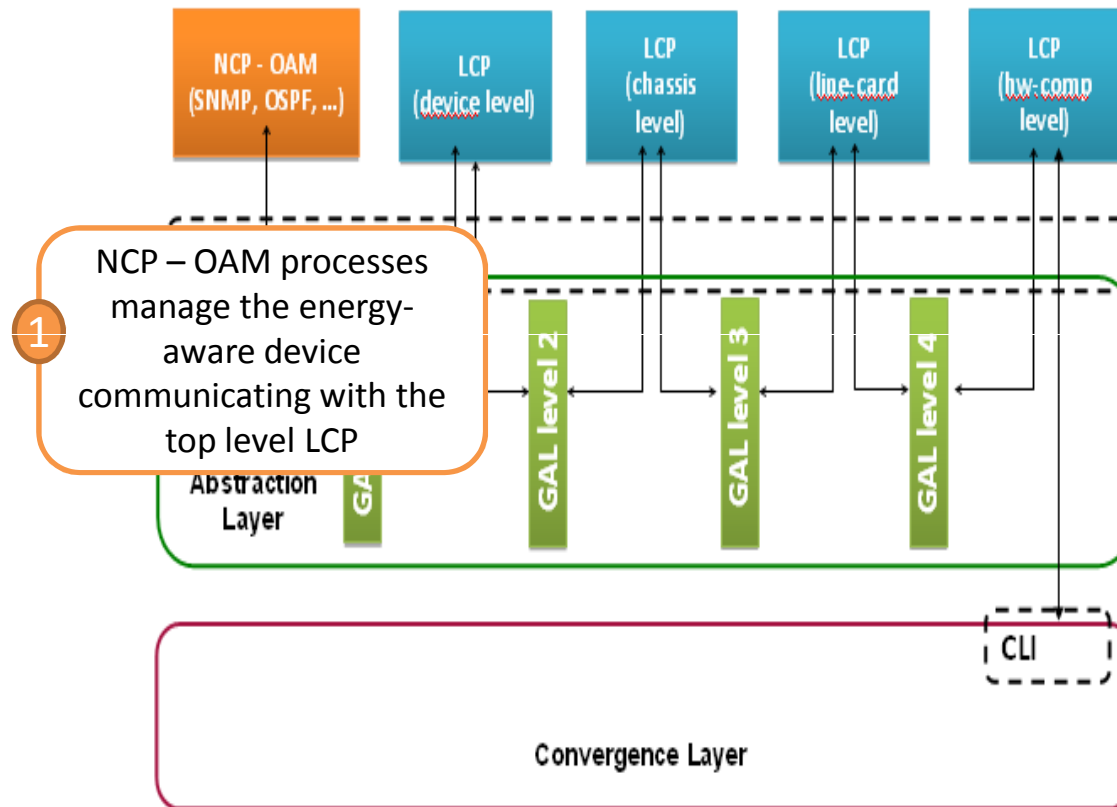 NCP - OAM
(SNMP, OSPF, ...)
LCP
(device level)
LCP
(chassis
level)
LCP
(line-card
level)
LCP
(hw-comp
level)
1
NCP – OAM processes
manage the energy-
aware device
communicating with the
top level LCP
Abstraction
Layer
GAL level 2
GAL level 3
GAL level 4
CLI
Convergence Layer